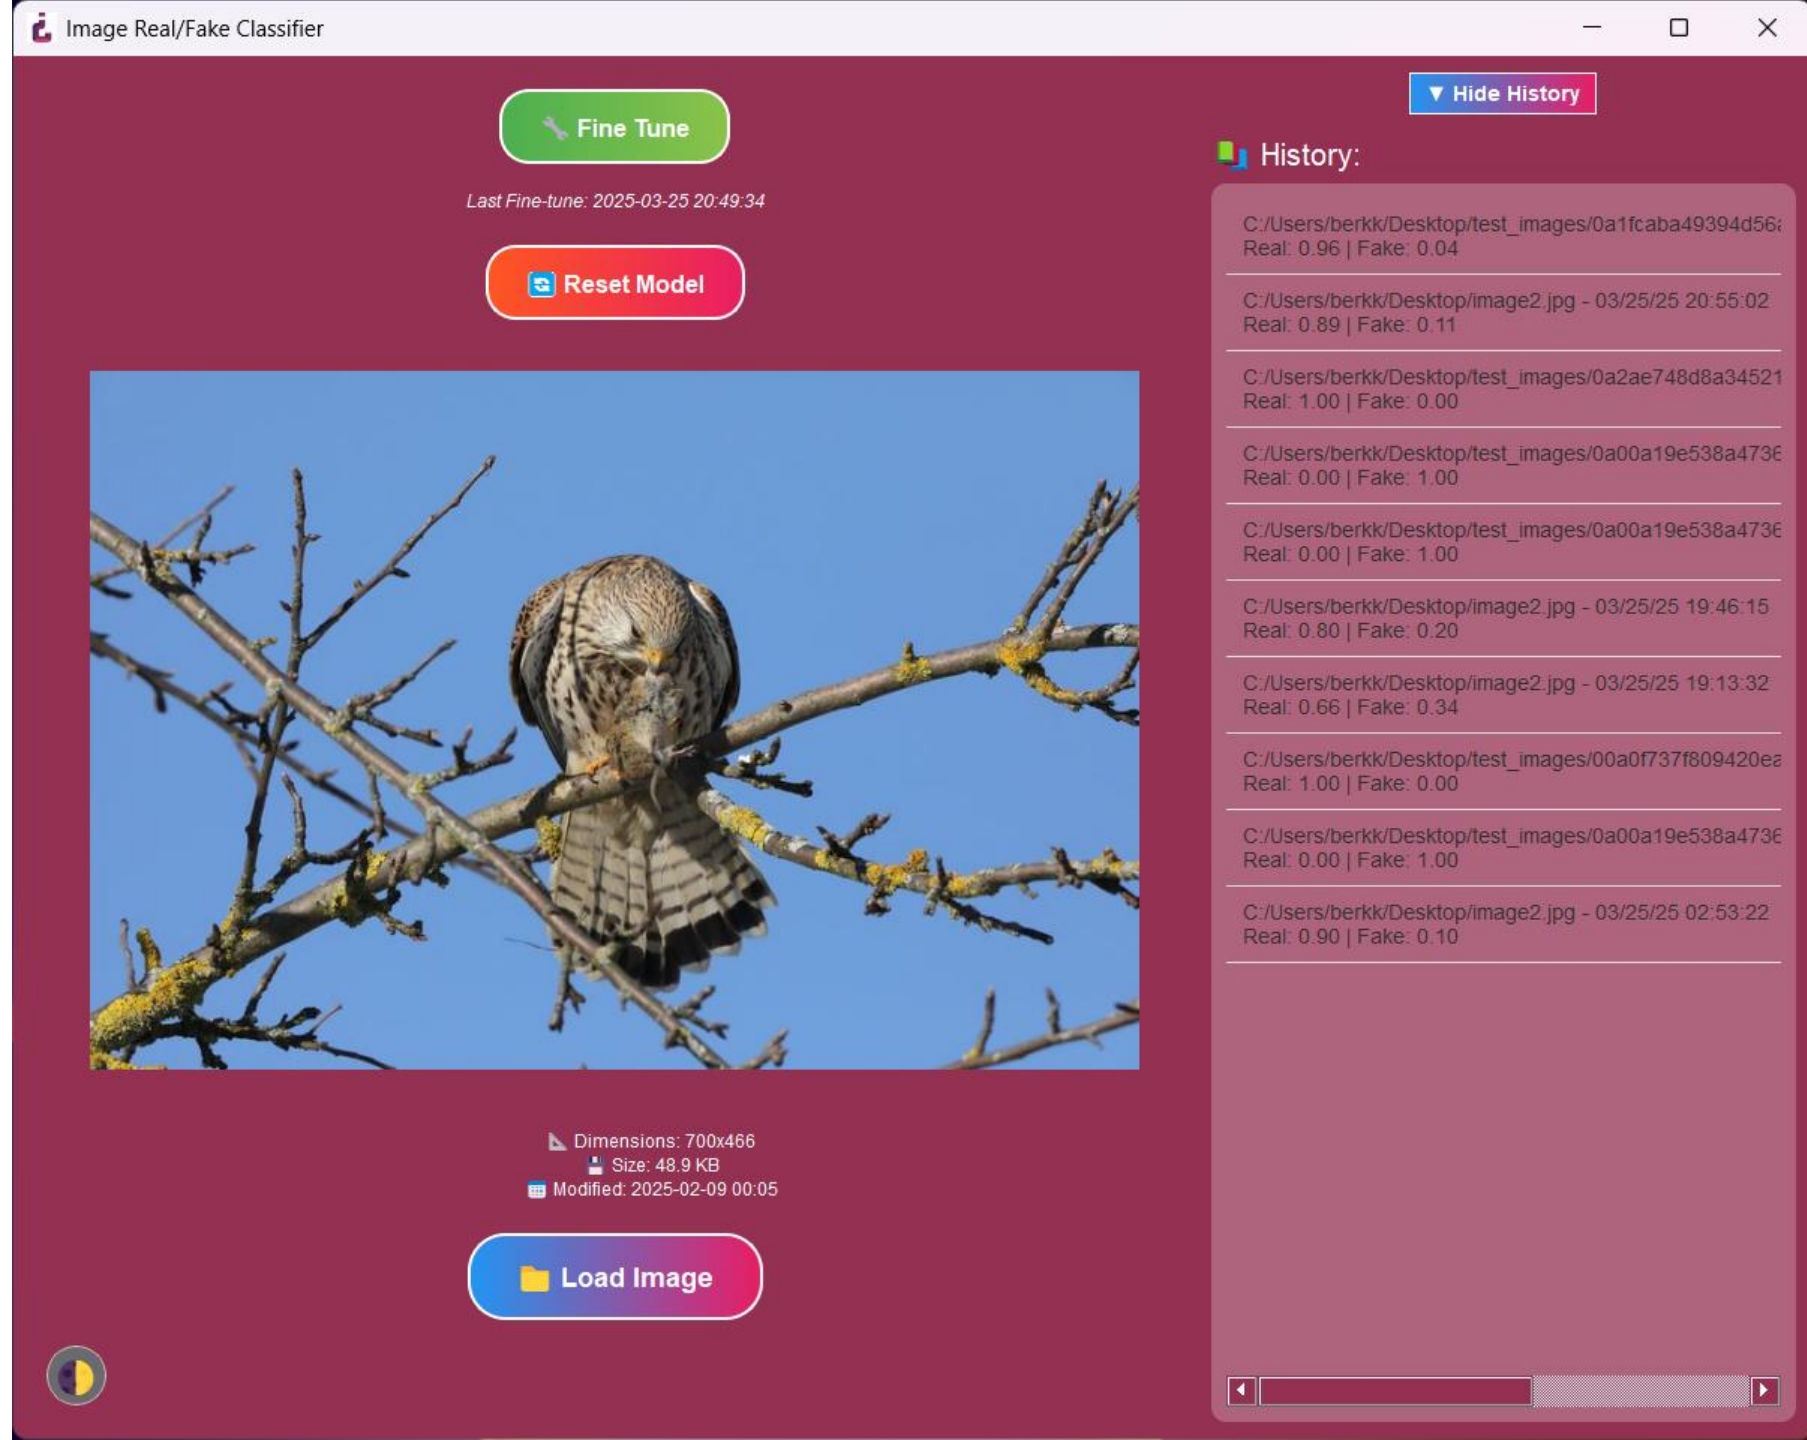 Image Real/Fake Classifier
Fine Tune
Last Fine-tune: 2025-03-25 20:49:34
Reset Model
Dimensions: 700x466
Size: 48.9 KB
Modified: 2025-02-09 00:05
Load Image
▼ Hide History
History:
C:/Users/berkk/Desktop/test_images/0a1fcaba49394d56
Real: 0.96 | Fake: 0.04
C:/Users/berkk/Desktop/image2.jpg - 03/25/25 20:55:02
Real: 0.89 | Fake: 0.11
C:/Users/berkk/Desktop/test_images/0a2ae748d8a34521
Real: 1.00 | Fake: 0.00
C:/Users/berkk/Desktop/test_images/0a00a19e538a4736
Real: 0.00 | Fake: 1.00
C:/Users/berkk/Desktop/test_images/0a00a19e538a4736
Real: 0.00 | Fake: 1.00
C:/Users/berkk/Desktop/image2.jpg - 03/25/25 19:46:15
Real: 0.80 | Fake: 0.20
C:/Users/berkk/Desktop/image2.jpg - 03/25/25 19:13:32
Real: 0.66 | Fake: 0.34
C:/Users/berkk/Desktop/test_images/00a0f737f809420ea
Real: 1.00 | Fake: 0.00
C:/Users/berkk/Desktop/test_images/0a00a19e538a4736
Real: 0.00 | Fake: 1.00
C:/Users/berkk/Desktop/image2.jpg - 03/25/25 02:53:22
Real: 0.90 | Fake: 0.10